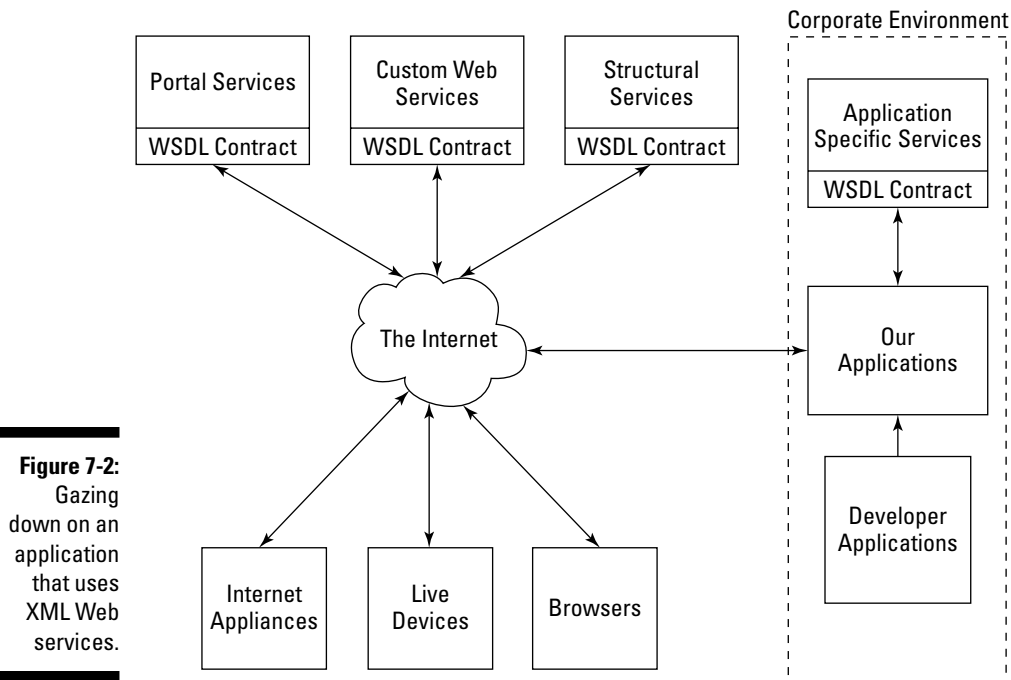 Corporate Environment
Portal Services
WSDL Contract
Custom Web
Services
WSDL Contract
Structural
Services
WSDL Contract
Application
Specific Services
WSDL Contract
The Internet
Our
Applications
Developer
Applications
Internet
Appliances
Live
Devices
Browsers
Figure 7-2:
Gazing
down on an
application
that uses
XML Web
services.